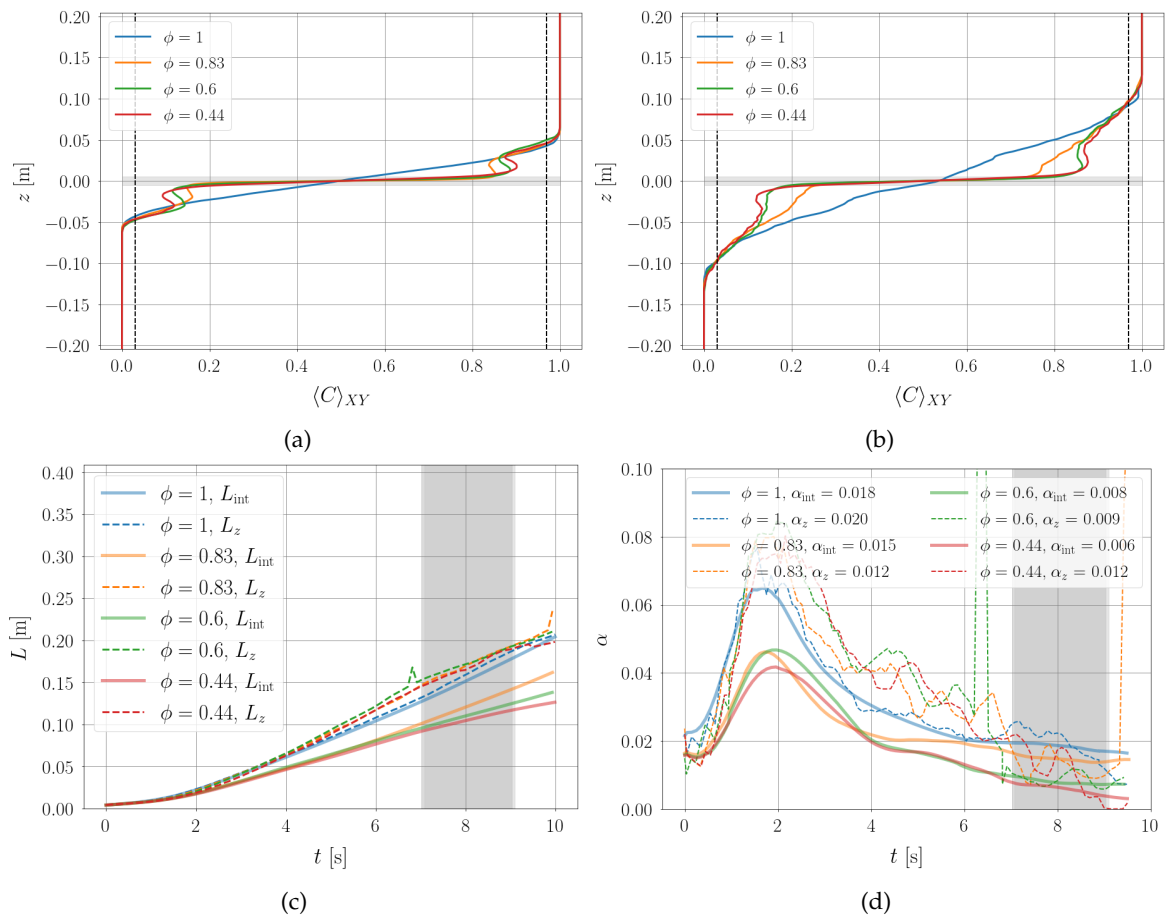 0.20
0.15
0.10
0.05
0.00
−0.05
−0.10
−0.15
−0.20
z [m]
ϕ = 1
ϕ = 0.83
ϕ = 0.6
ϕ = 0.44
0.0 0.2 0.4 0.6 0.8 1.0
⟨C⟩XY
(a)
0.20
0.15
0.10
0.05
0.00
−0.05
−0.10
−0.15
−0.20
z [m]
ϕ = 1
ϕ = 0.83
ϕ = 0.6
ϕ = 0.44
0.0 0.2 0.4 0.6 0.8 1.0
⟨C⟩XY
(b)
0.40
0.35
0.30
0.25
0.20
0.15
0.10
0.05
0.00
L [m]
ϕ = 1, Lint
ϕ = 1, Lz
ϕ = 0.83, Lint
ϕ = 0.83, Lz
ϕ = 0.6, Lint
ϕ = 0.6, Lz
ϕ = 0.44, Lint
ϕ = 0.44, Lz
0 2 4 6 8 10
t [s]
(c)
0.10
0.08
0.06
0.04
0.02
0.00
α
ϕ = 1, αint = 0.018
ϕ = 1, αz = 0.020
ϕ = 0.83, αint = 0.015
ϕ = 0.83, αz = 0.012
ϕ = 0.6, αint = 0.008
ϕ = 0.6, αz = 0.009
ϕ = 0.44, αint = 0.006
ϕ = 0.44, αz = 0.012
0 2 4 6 8 10
t [s]
(d)